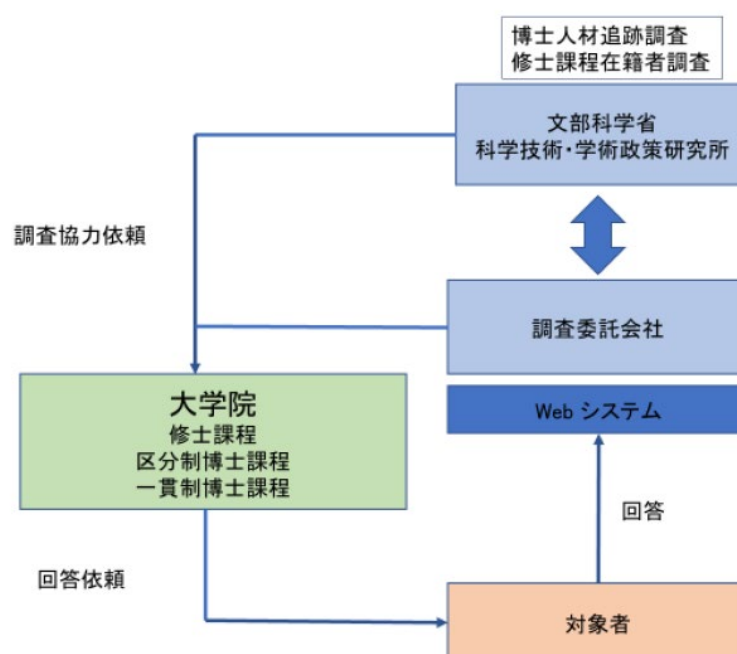 博士人材追跡調査
修士課程在籍者調査
文部科学省
科学技術・学術政策研究所
調査協力依頼
調査委託会社
大学院
修士課程
区分制博士課程
一貫制博士課程
Web システム
回答
回答依頼
対象者